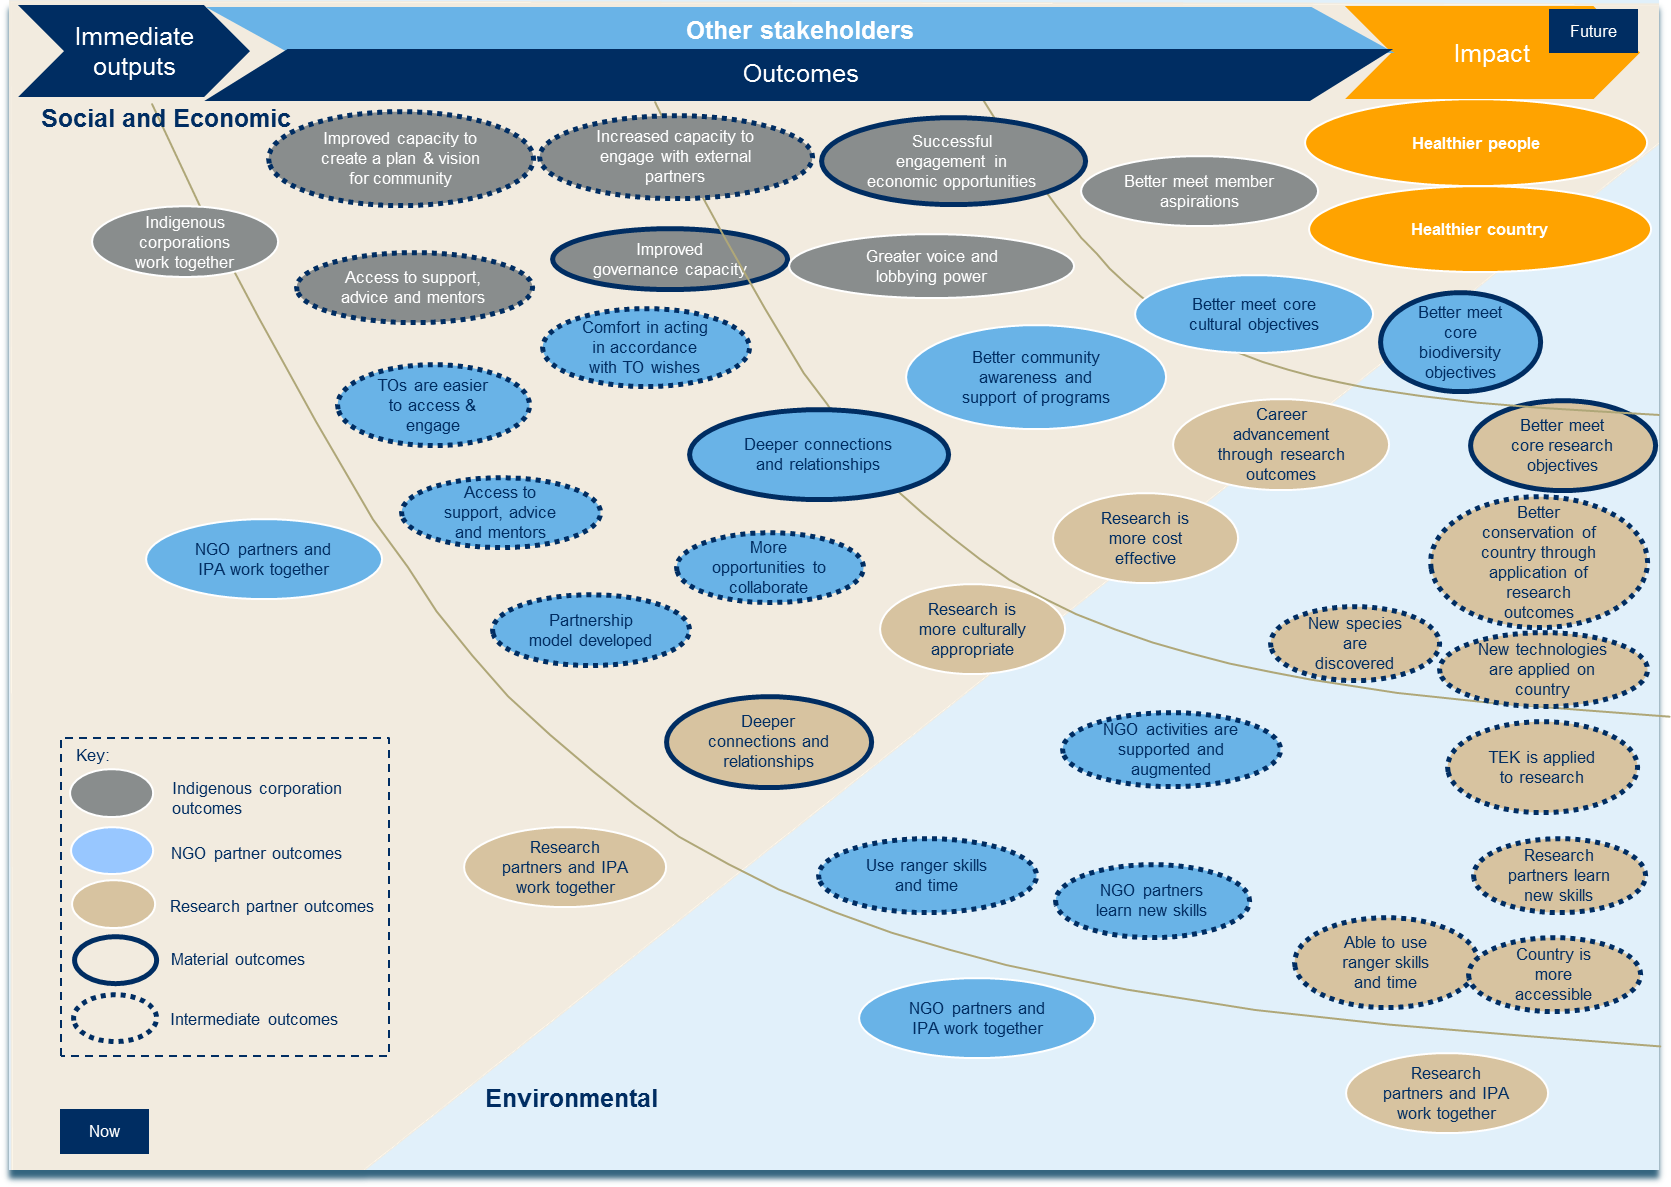 Immediate
outputs
Other stakeholders
Outcomes
Impact
Future
Social and Economic
Improved capacity to
create a plan & vision
for community
Increased capacity to
engage with external
partners
Successful
engagement in
economic opportunities
Better meet member
aspirations
Healthier people
Healthier country
Indigenous
corporations
work together
Access to support,
advice and mentors
Improved
governance capacity
Greater voice and
lobbying power
Better meet core
cultural objectives
Better meet
core
biodiversity
objectives
Comfort in acting
in accordance
with TO wishes
TOs are easier
to access &
engage
Better community
awareness and
support of programs
Deeper connections
and relationships
Career
advancement
through research
outcomes
Better meet
core research
objectives
Access to
support, advice
and mentors
NGO partners and
IPA work together
More
opportunities to
collaborate
Research is
more cost
effective
Better
conservation of
country through
application of
research
outcomes
Partnership
model developed
Research is
more culturally
appropriate
New species
are
discovered
New technologies
are applied on
country
Deeper
connections and
relationships
NGO activities are
supported and
augmented
TEK is applied
to research
Research
partners and IPA
work together
Use ranger skills
and time
NGO partners
learn new skills
Research
partners learn
new skills
Able to use
ranger skills
and time
Country is
more
accessible
NGO partners and
IPA work together
Research
partners and IPA
work together
Key:
Indigenous corporation
outcomes
NGO partner outcomes
Research partner outcomes
Material outcomes
Intermediate outcomes
Environmental
Now